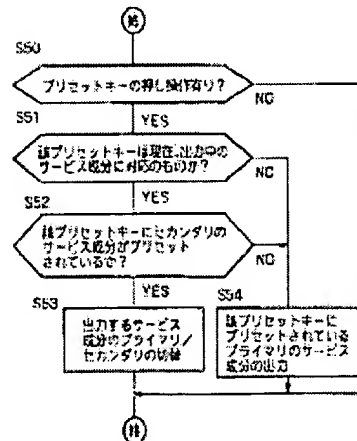 始
S50
プリセットキーの押し操作有り?
NO
YES
S51
該プリセットキーは現在、出力中の
サービス成分に対応のものか?
NO
YES
S52
該プリセットキーにセカンダリの
サービス成分がプリセット
されているか?
NO
YES
S53
出力するサービス
成分のプライマリ/
セカンダリの切替
S54
該プリセットキーに
プリセットされている
プライマリのサービス
成分の出力
終